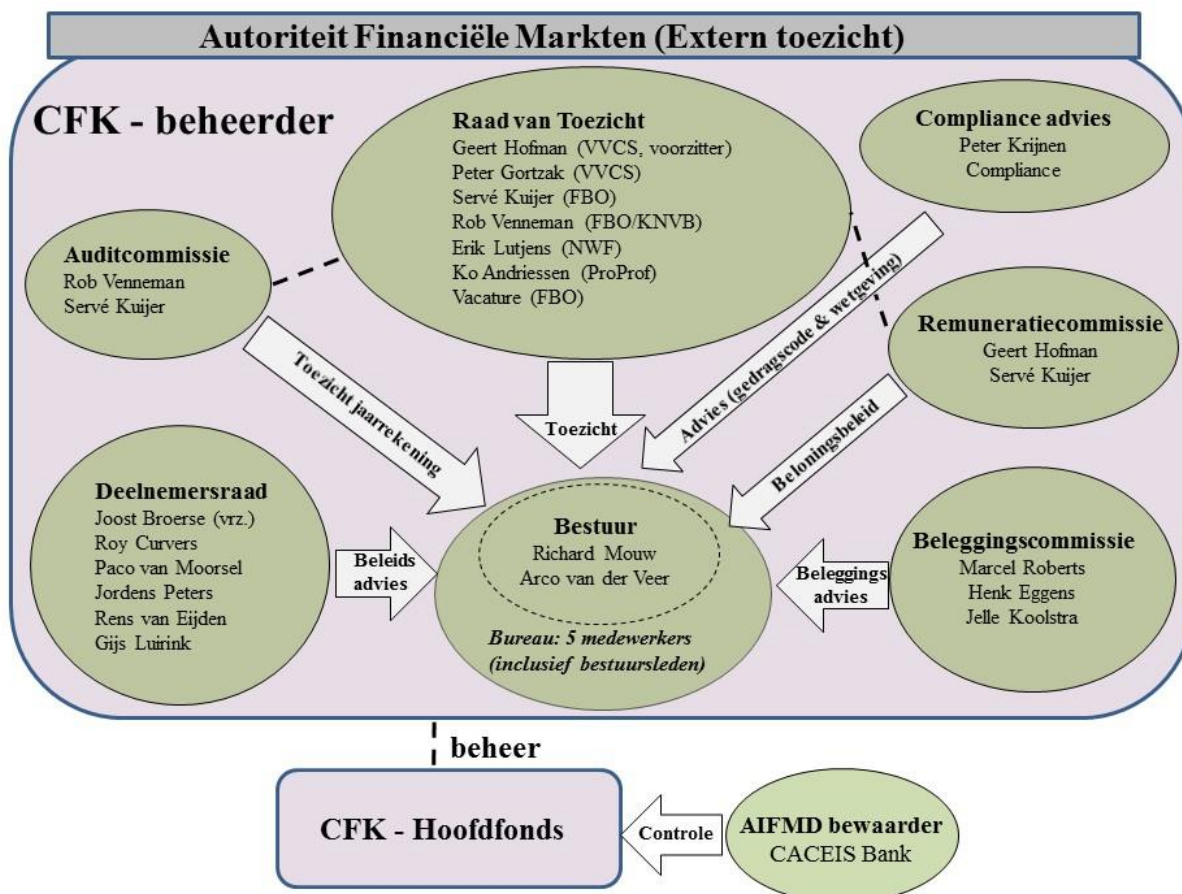 Autoriteit Financiële Markten (Extern toezicht)
CFK - beheerder
Raad van Toezicht
Geert Hofman (VVCS, voorzitter)
Peter Gortzak (VVCS)
Servé Kuijer (FBO)
Rob Venneman (FBO/KNVB)
Erik Lutjens (NWF)
Ko Andriessen (ProProf)
Vacature (FBO)
Compliance advies
Peter Krijnen
Compliance
Auditcommissie
Rob Venneman
Servé Kuijer
Remuneratiecommissie
Geert Hofman
Servé Kuijer
Toezicht jaarrekening
Toezicht
Advies (gedragscode & wetgeving)
Beloningsbeleid
Deelnemersraad
Joost Broerse (vrz.)
Roy Curvers
Paco van Moorsel
Jordens Peters
Rens van Eijden
Gijs Luirink
Beleids
advies
Bestuur
Richard Mouw
Arco van der Veer
Bureau: 5 medewerkers
(inclusief bestuursleden)
Beleggings
advies
Beleggingscommissie
Marcel Roberts
Henk Eggens
Jelle Koolstra
beheer
CFK - Hoofdfonds
Controle
AIFMD bewaarder
CACEIS Bank